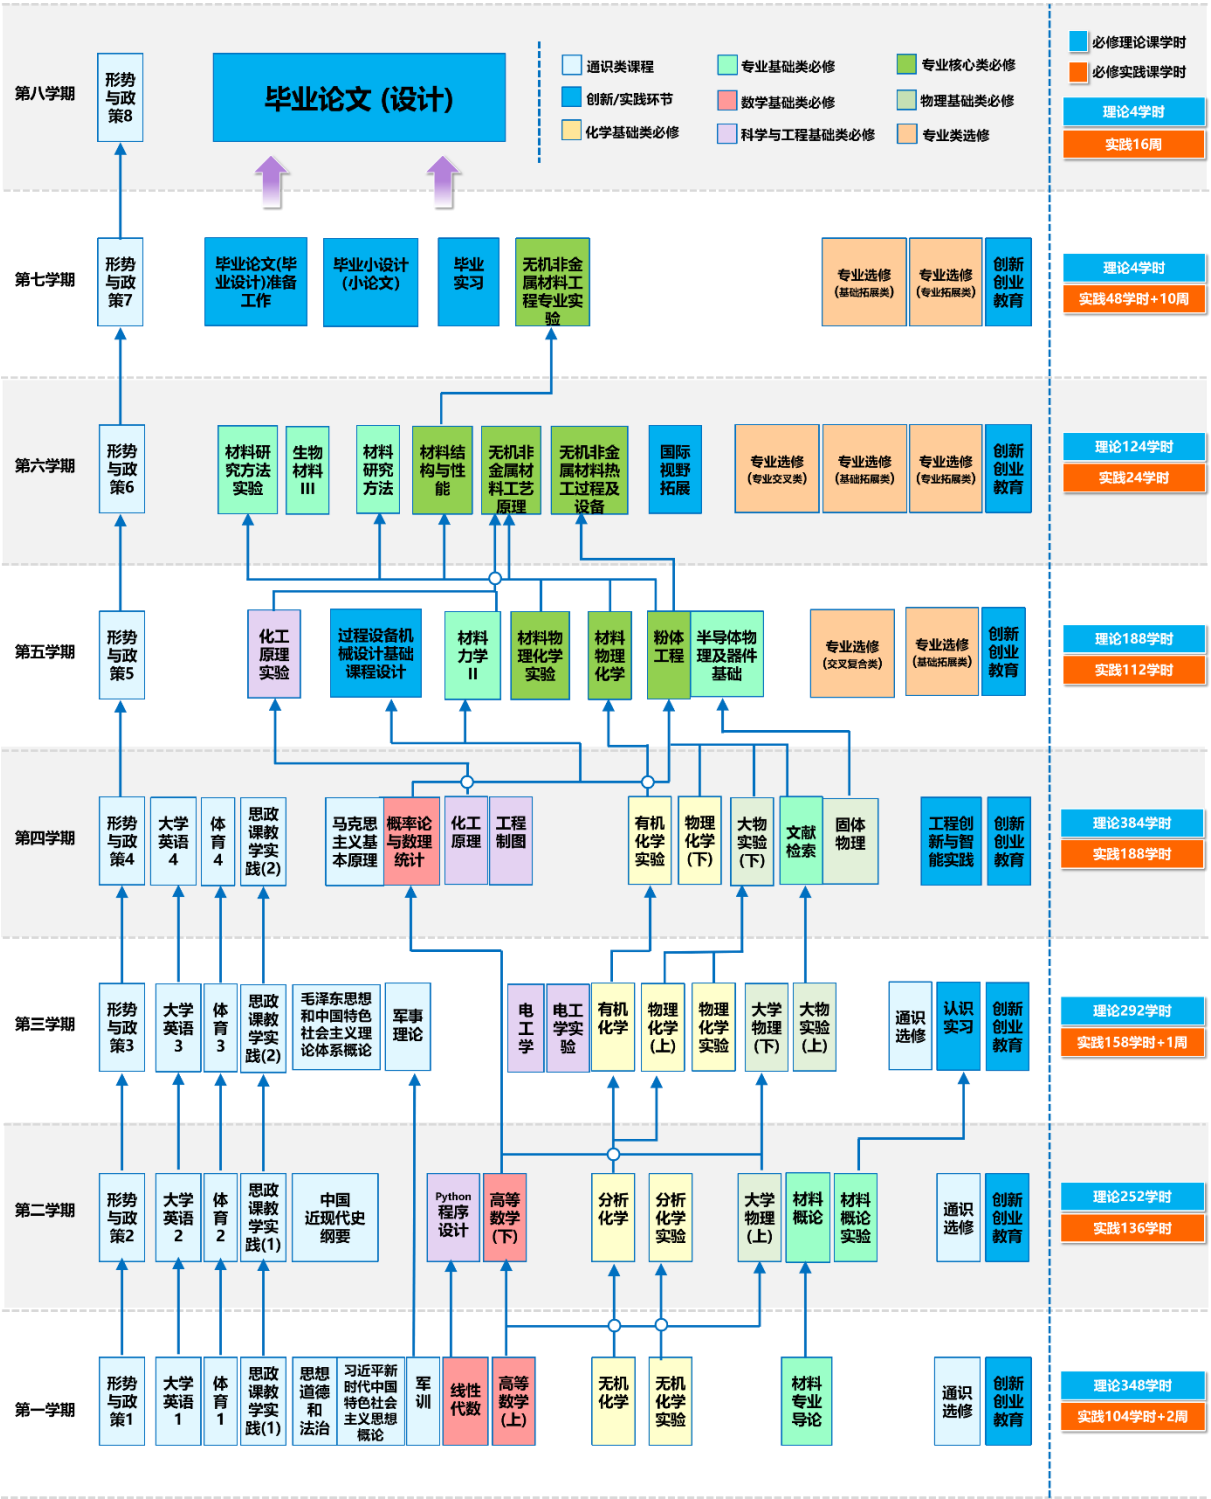 第八学期
形势
与政
策8
毕业论文 (设计)
通识类课程
创新/实践环节
化学基础类必修
专业基础类必修
数学基础类必修
科学与工程基础类必修
专业核心类必修
物理基础类必修
专业类选修
必修理论课学时
必修实践课学时
理论4学时
实践16周
第七学期
形势
与政
策7
毕业论文(毕
业设计)准备
工作
毕业小设计
(小论文)
毕业
实习
无机非金
属材料工
程专业实
验
专业选修
(基础拓展类)
专业选修
(专业拓展类)
创新
创业
教育
理论4学时
实践48学时+10周
第六学期
形势
与政
策6
材料研
究方法
实验
生物
材料
III
材料
研究
方法
材料结
构与性
能
无机非
金属材
料工艺
原理
无机非金
属材料热
工过程及
设备
国际
视野
拓展
专业选修
(专业交叉类)
专业选修
(基础拓展类)
专业选修
(专业拓展类)
创新
创业
教育
理论124学时
实践24学时
第五学期
形势
与政
策5
化工
原理
实验
过程设备机
械设计基础
课程设计
材料
力学
II
材料物
理化学
实验
材料
物理
化学
粉体
工程
半导体物
理及器件
基础
专业选修
(交叉复合类)
专业选修
(基础拓展类)
创新
创业
教育
理论188学时
实践112学时
第四学期
形势
与政
策4
大学
英语
4
体
育
4
思政
课教
学实
践(2)
马克思
主义基
本原理
概率论
与数理
统计
化工
原理
工程
制图
有机
化学
实验
物理
化学
(下)
大物
实验
(下)
文献
检索
固体
物理
工程创
新与智
能实践
创新
创业
教育
理论384学时
实践188学时
第三学期
形势
与政
策3
大学
英语
3
体
育
3
思政
课教
学实
践(2)
毛泽东思想
和中国特色
社会主义理
论体系概论
军事
理论
电
工
学
电工
学实
验
有机
化学
物理
化学
(上)
物理
化学
实验
大学
物理
(下)
大物
实验
(上)
通识
选修
认识
实习
创新
创业
教育
理论292学时
实践158学时+1周
第二学期
形势
与政
策2
大学
英语
2
体
育
2
思政
课教
学实
践(1)
中国
近现代史
纲要
Python
程序
设计
高等
数学
(下)
分析
化学
分析
化学
实验
大学
物理
(上)
材料
概论
材料
概论
实验
通识
选修
创新
创业
教育
理论252学时
实践136学时
第一学期
形势
与政
策1
大学
英语
1
体
育
1
思政
课教
学实
践(1)
思想
道德
和
法治
习近平新
时代中国
特色社会
主义思想
概论
军
训
线性
代数
高等
数学
(上)
无机
化学
无机
化学
实验
材料
专业
导论
通识
选修
创新
创业
教育
理论348学时
实践104学时+2周